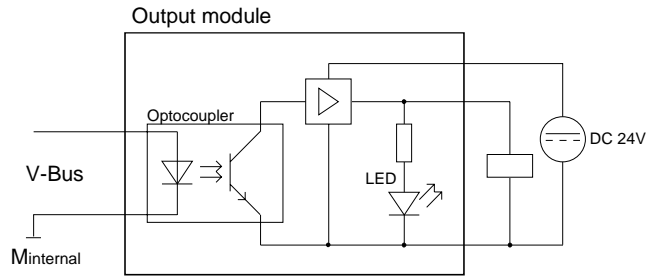 Output module
Optocoupler
V-Bus
LED
DC 24V
Minternal